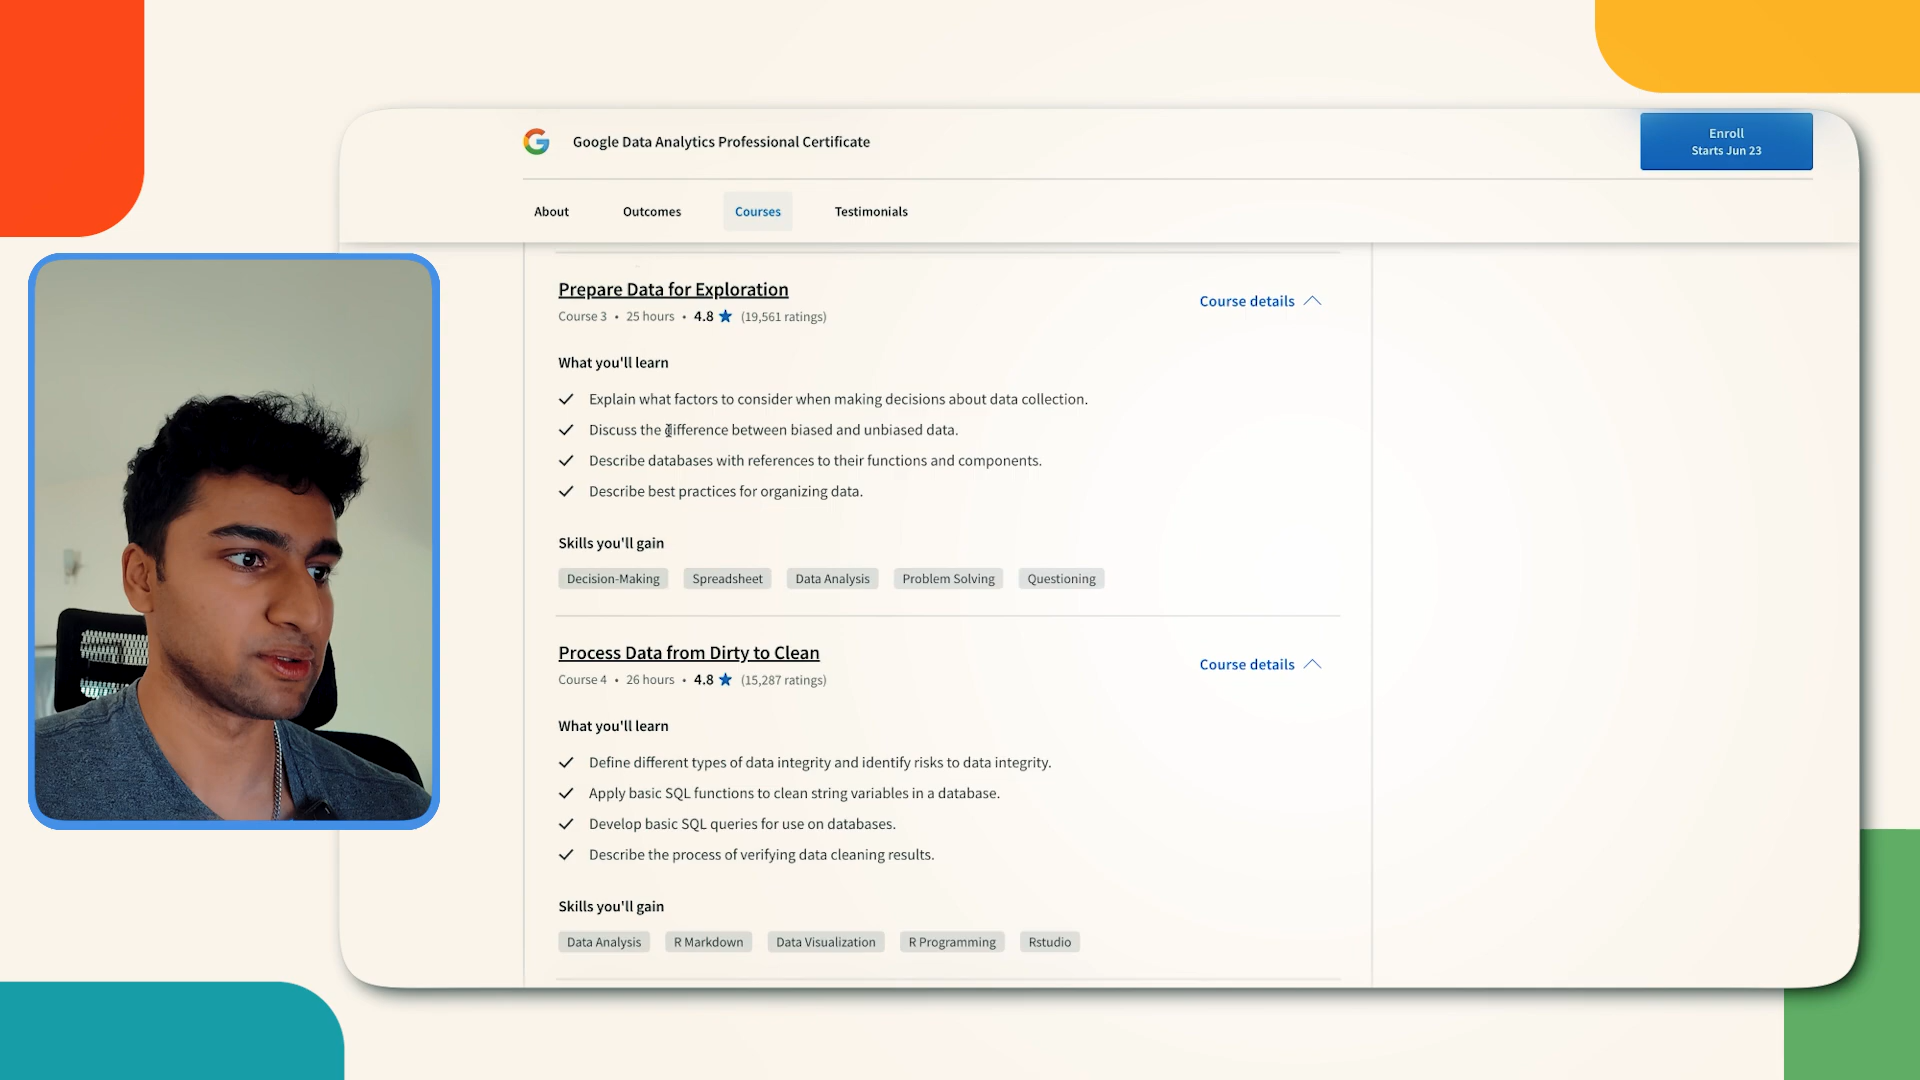 Google Data Analytics Professional Certificate
Enroll
Starts Jun 23
About Outcomes Courses Testimonials
Prepare Data for Exploration
Course details
Course 3 • 25 hours • 4.8 ★ (19,561 ratings)
What you'll learn
Explain what factors to consider when making decisions about data collection.
Discuss the difference between biased and unbiased data.
Describe databases with references to their functions and components.
Describe best practices for organizing data.
Skills you'll gain
Decision-Making Spreadsheet Data Analysis Problem Solving Questioning
Process Data from Dirty to Clean
Course details
Course 4 • 26 hours • 4.8 ★ (15,287 ratings)
What you'll learn
Define different types of data integrity and identify risks to data integrity.
Apply basic SQL functions to clean string variables in a database.
Develop basic SQL queries for use on databases.
Describe the process of verifying data cleaning results.
Skills you'll gain
Data Analysis R Markdown Data Visualization R Programming Rstudio